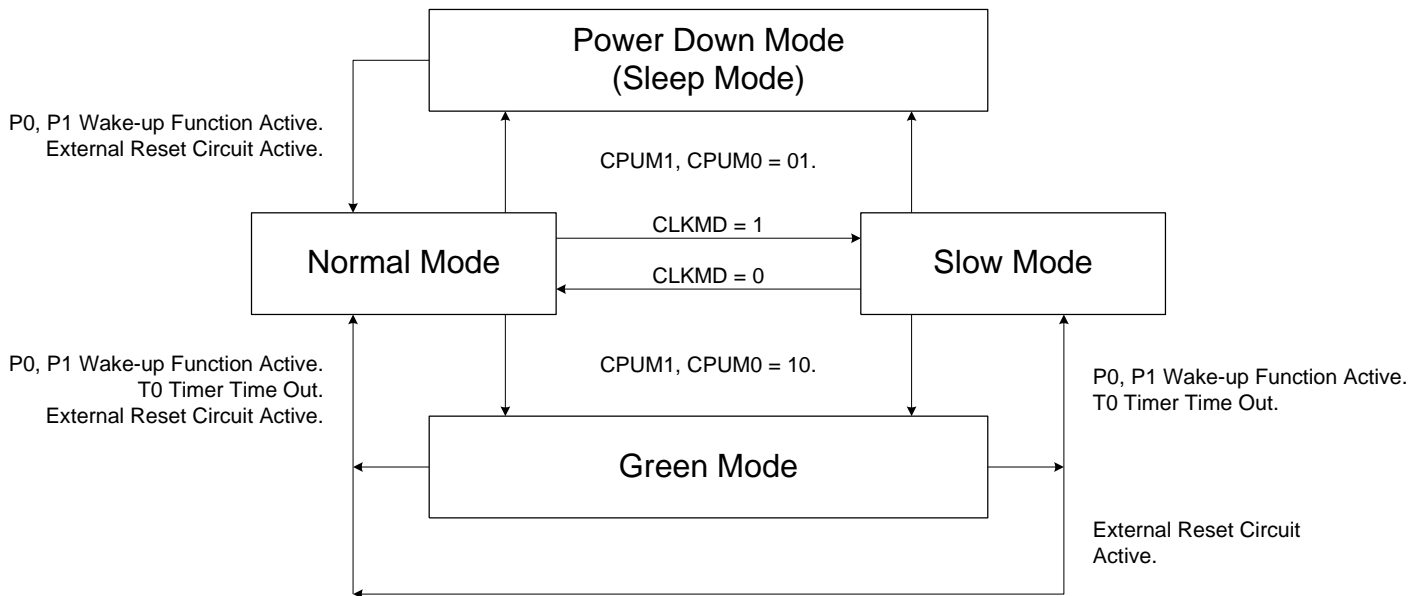 Power Down Mode
(Sleep Mode)
P0, P1 Wake-up Function Active.
External Reset Circuit Active.
CPUM1, CPUM0 = 01.
CLKMD = 1
Normal Mode
Slow Mode
CLKMD = 0
P0, P1 Wake-up Function Active.
T0 Timer Time Out.
External Reset Circuit Active.
CPUM1, CPUM0 = 10.
P0, P1 Wake-up Function Active.
T0 Timer Time Out.
Green Mode
External Reset Circuit
Active.